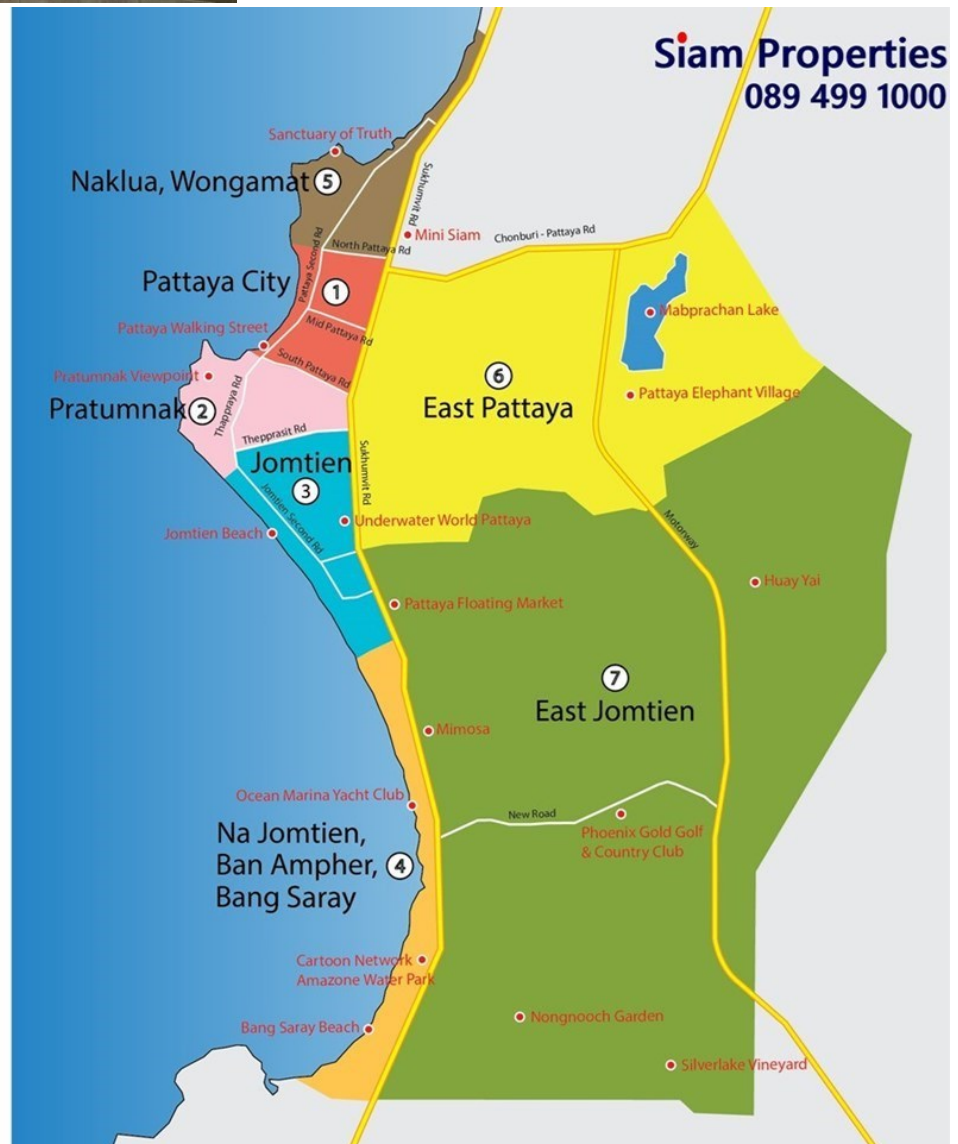 Siam Properties
089 499 1000
Sanctuary of Truth
Naklua, Wongamat
5
Sukhumvit Rd
Mini Siam
Chonburi - Pattaya Rd
North Pattaya Rd
Pattaya Second Rd
Pattaya City
1
Mabprachan Lake
Mid Pattaya Rd
Pattaya Walking Street
South Pattaya Rd
Pratumnak Viewpoint
6
East Pattaya
Pattaya Elephant Village
Pratumnak
2
Thappraya Rd
Thepprasit Rd
Jomtien
3
Sukhumvit Rd
Jomtien Second Rd
Underwater World Pattaya
Jomtien Beach
Motorway
Huay Yai
Pattaya Floating Market
7
East Jomtien
Mimosa
Ocean Marina Yacht Club
New Road
Phoenix Gold Golf
& Country Club
Na Jomtien,
Ban Ampher,
Bang Saray
4
Cartoon Network
Amazone Water Park
Nongnooch Garden
Bang Saray Beach
Silverlake Vineyard